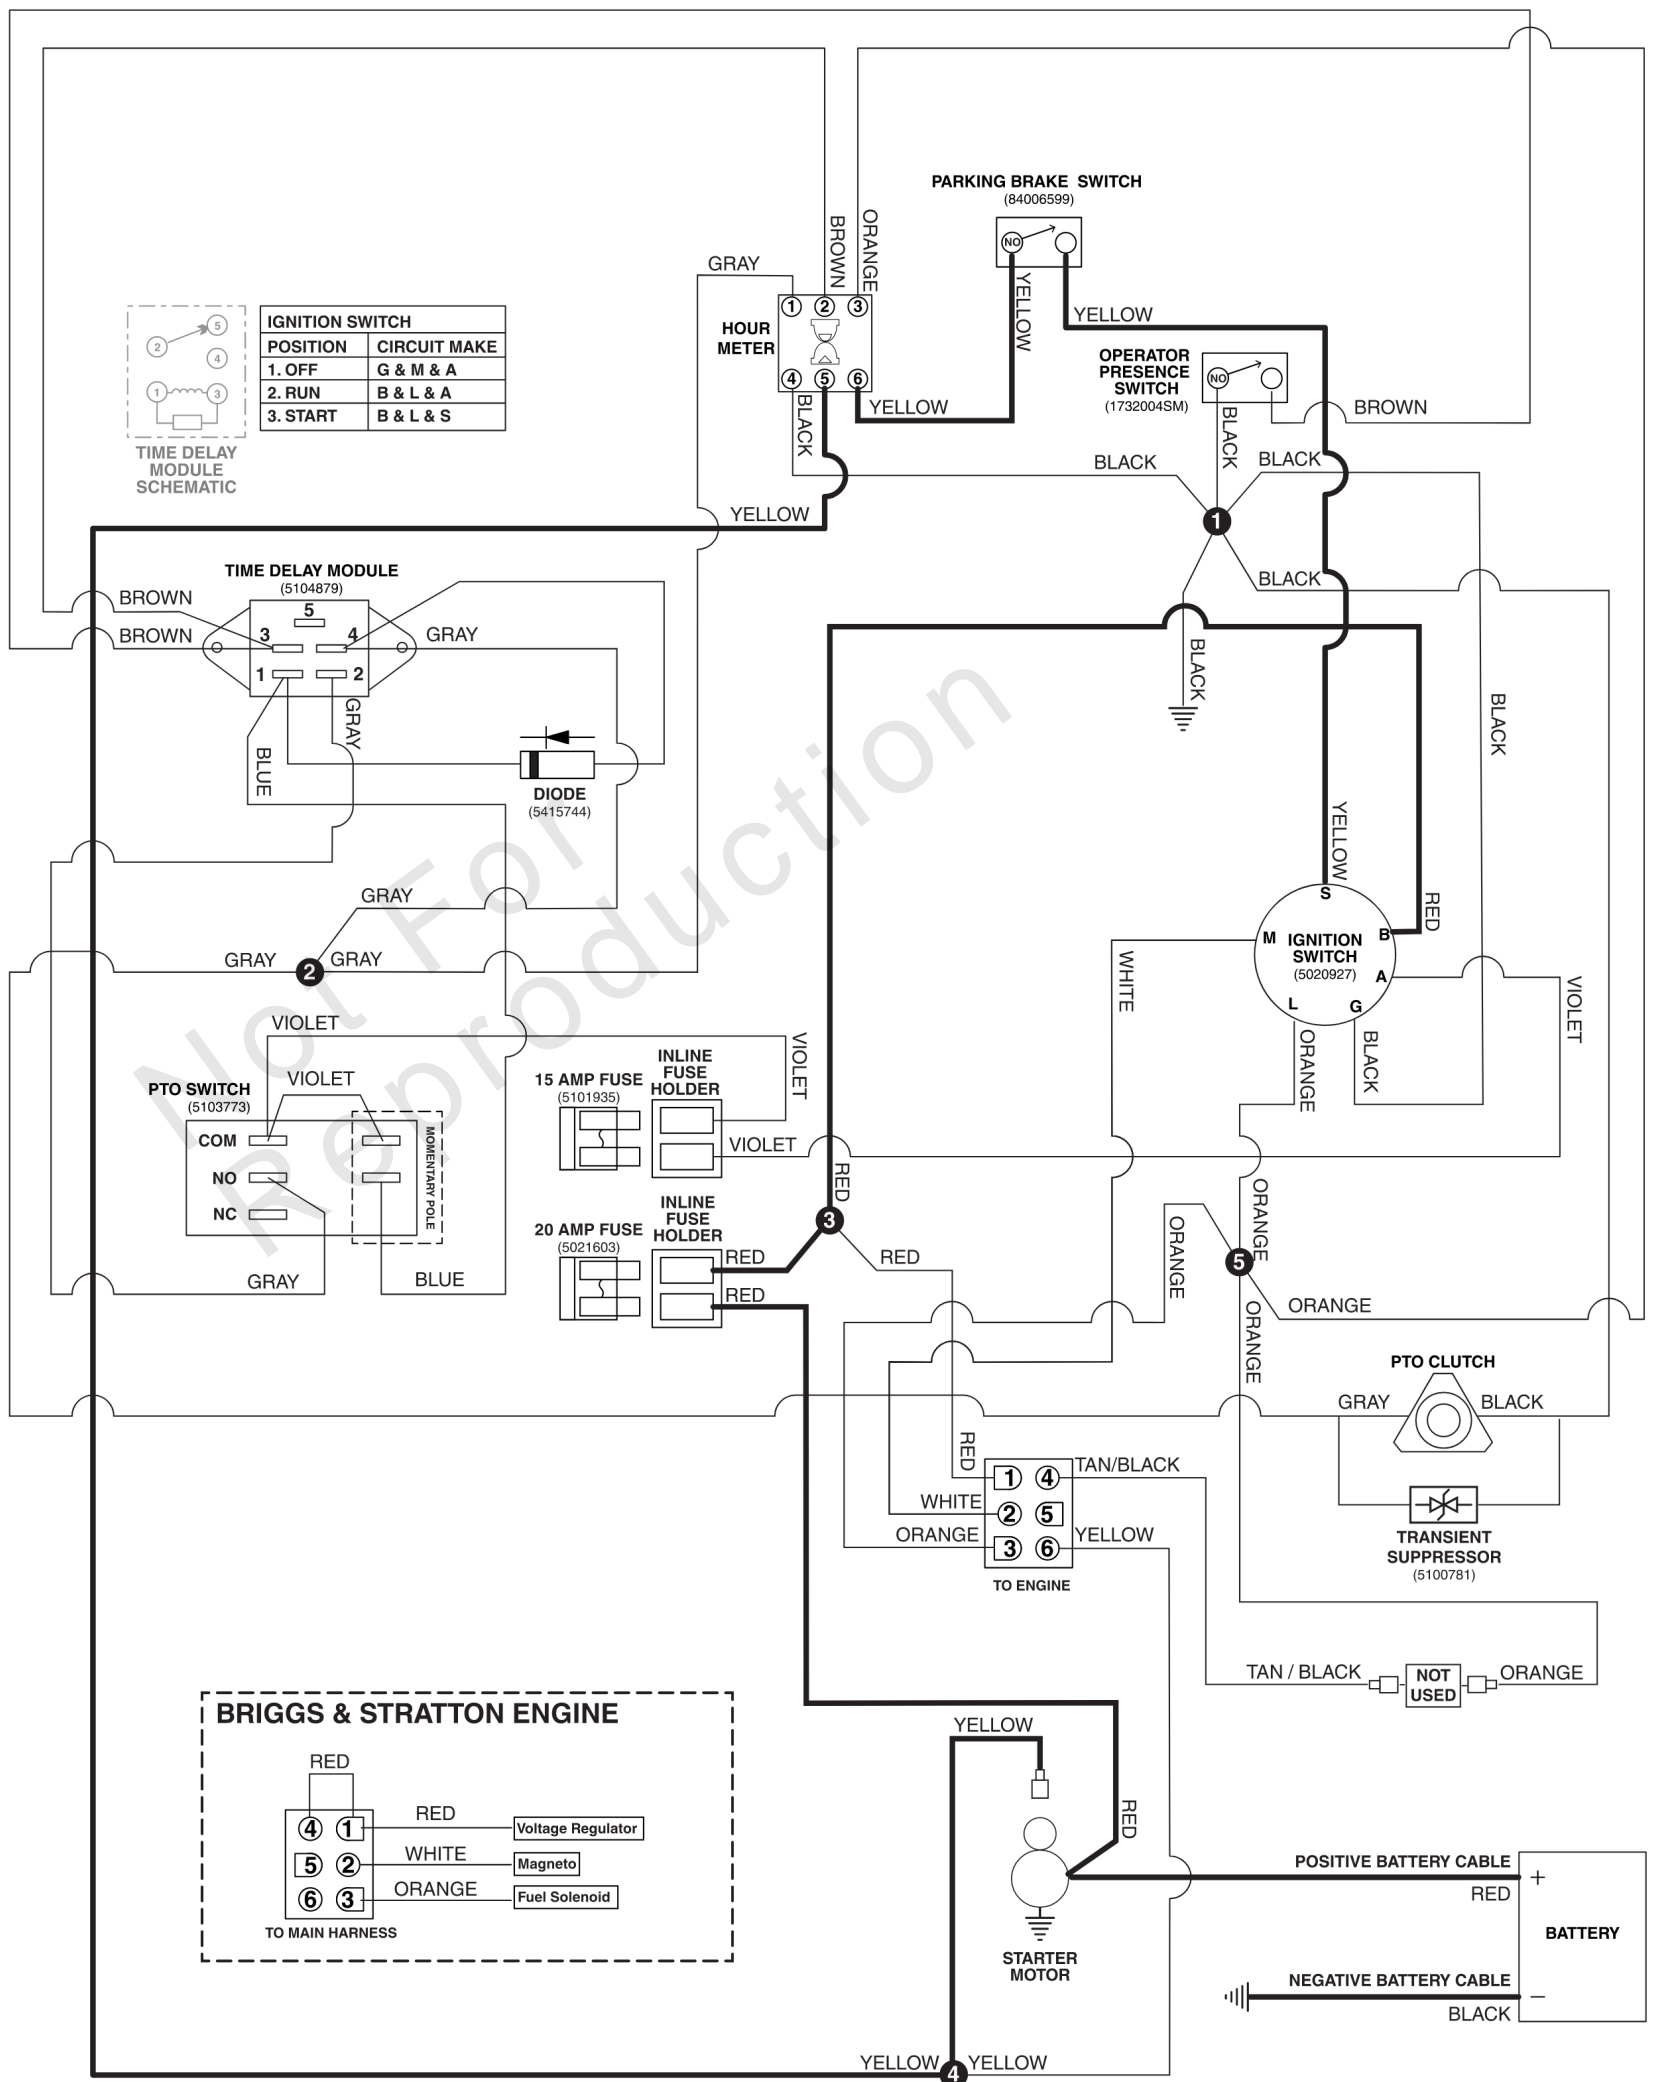 PARKING BRAKE SWITCH
(84006599)
NO
YELLOW
YELLOW
BROWN
ORANGE
GRAY
1 2 3
HOUR
METER
4 5 6
BLACK
YELLOW
OPERATOR
PRESENCE
SWITCH
(1732004SM)
NO
BLACK
BROWN
BLACK
BLACK
1
BLACK
BLACK
BLACK
5
2
4
1
3
TIME DELAY
MODULE
SCHEMATIC
IGNITION SWITCH
POSITION CIRCUIT MAKE
1. OFF G & M & A
2. RUN B & L & A
3. START B & L & S
YELLOW
TIME DELAY MODULE
(5104879)
BROWN
BROWN
5
3 4
1 2
GRAY
GRAY
BLUE
DIODE
(5415744)
GRAY
GRAY
2
GRAY
Not For
Reproduction
YELLOW
RED
S
M
B
A
L
G
IGNITION
SWITCH
(5020927)
WHITE
ORANGE
BLACK
VIOLET
VIOLET
VIOLET
VIOLET
PTO SWITCH
(5103773)
COM
NO
NC
MOMENTARY POLE
GRAY
BLUE
15 AMP FUSE
(5101935)
INLINE
FUSE
HOLDER
VIOLET
RED
3
20 AMP FUSE
(5021603)
INLINE
FUSE
HOLDER
RED
RED
RED
ORANGE
ORANGE
5
ORANGE
ORANGE
PTO CLUTCH
GRAY
BLACK
TRANSIENT
SUPPRESSOR
(5100781)
RED
WHITE
ORANGE
1 4
2 5
3 6
TAN/BLACK
YELLOW
TO ENGINE
TAN / BLACK
NOT
USED
ORANGE
BRIGGS & STRATTON ENGINE
RED
4 1
5 2
6 3
RED
Voltage Regulator
WHITE
Magneto
ORANGE
Fuel Solenoid
TO MAIN HARNESS
YELLOW
RED
STARTER
MOTOR
POSITIVE BATTERY CABLE
RED
+
BATTERY
NEGATIVE BATTERY CABLE
BLACK
−
YELLOW
4
YELLOW